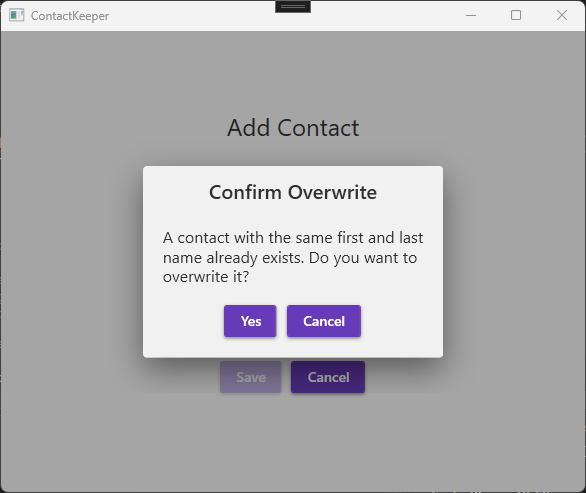 ContactKeeper
Add Contact
Confirm Overwrite
A contact with the same first and last
name already exists. Do you want to
overwrite it?
Yes Cancel
Save Cancel